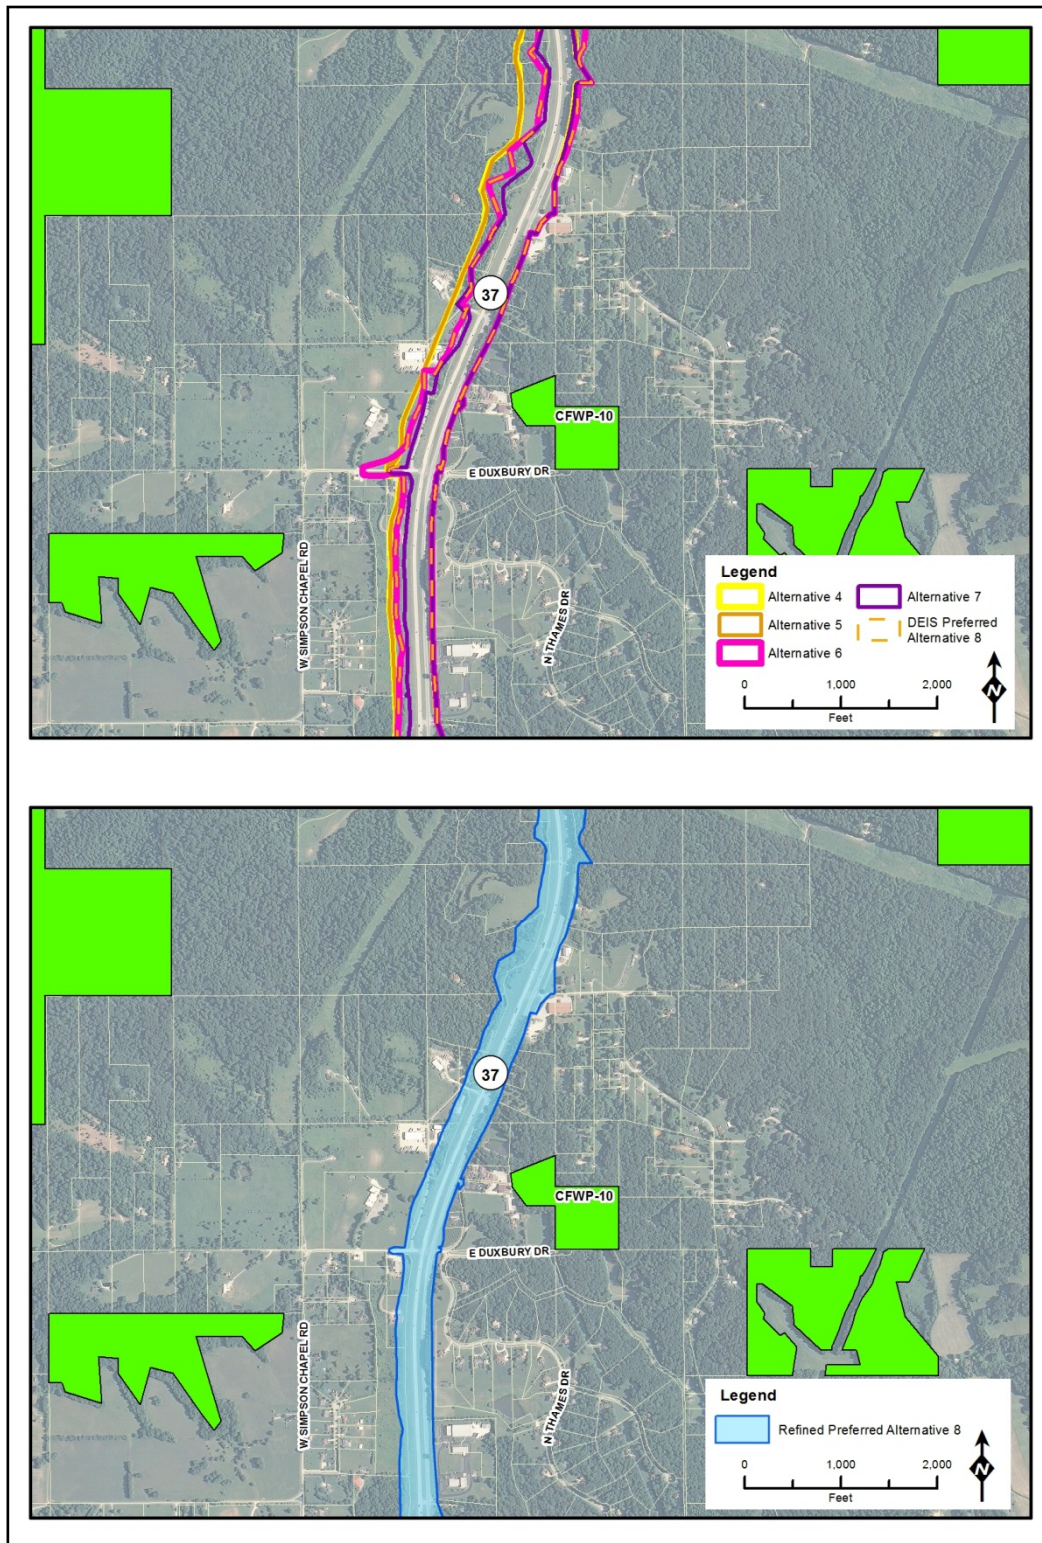 37
CFWP-10
E DUXBURY DR
W SIMPSON CHAPEL RD
N THAMES DR
Legend
Alternative 4
Alternative 5
Alternative 6
Alternative 7
DEIS Preferred
Alternative 8
0 1,000 2,000
Feet
N
37
CFWP-10
E DUXBURY DR
W SIMPSON CHAPEL RD
N THAMES DR
Legend
Refined Preferred Alternative 8
0 1,000 2,000
Feet
N